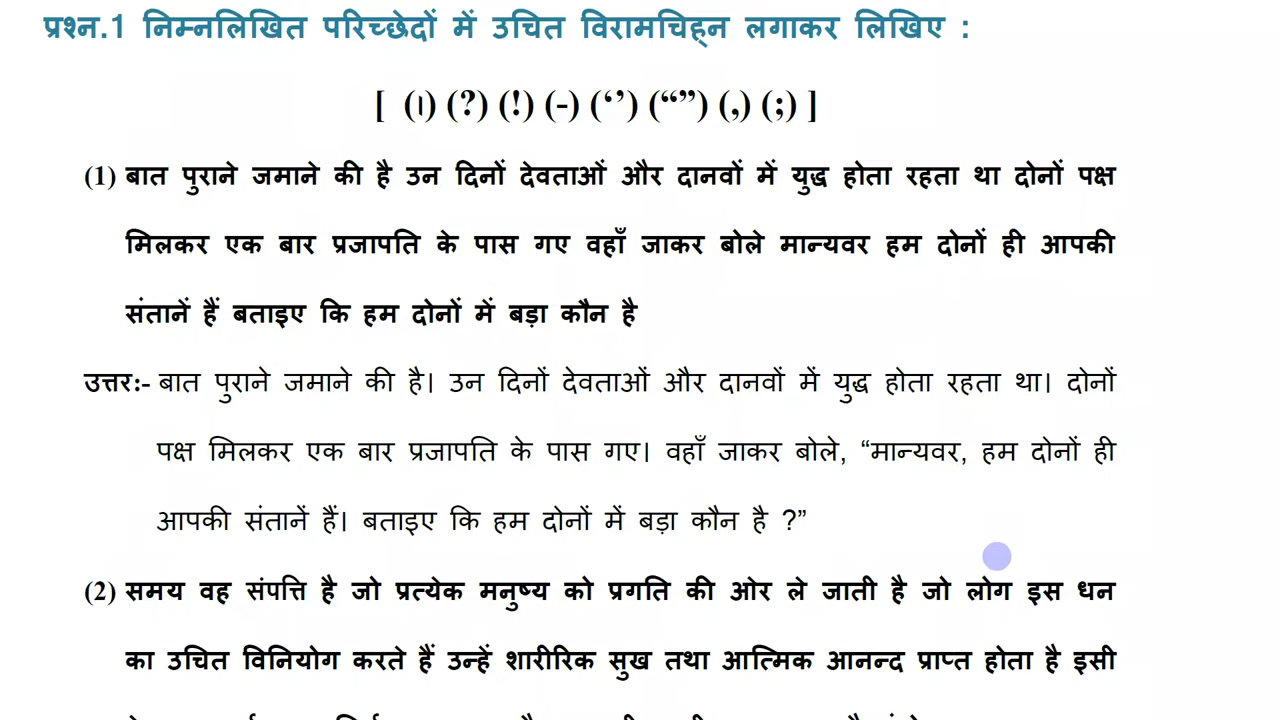 प्रश्न.1 निम्नलिखित परिच्छेदों में उचित विरामचिह्न लगाकर लिखिए :
[ (।) (?) (!) (-) (‘’) (“”) (,) (;) ]
(1) बात पुराने जमाने की है उन दिनों देवताओं और दानवों में युद्ध होता रहता था दोनों पक्ष
मिलकर एक बार प्रजापति के पास गए वहाँ जाकर बोले मान्यवर हम दोनों ही आपकी
संतानें हैं बताइए कि हम दोनों में बड़ा कौन है
उत्तर:- बात पुराने जमाने की है। उन दिनों देवताओं और दानवों में युद्ध होता रहता था। दोनों
पक्ष मिलकर एक बार प्रजापति के पास गए। वहाँ जाकर बोले, “मान्यवर, हम दोनों ही
आपकी संतानें हैं। बताइए कि हम दोनों में बड़ा कौन है ?”
(2) समय वह संपत्ति है जो प्रत्येक मनुष्य को प्रगति की ओर ले जाती है जो लोग इस धन
का उचित विनियोग करते हैं उन्हें शारीरिक सुख तथा आत्मिक आनन्द प्राप्त होता है इसी